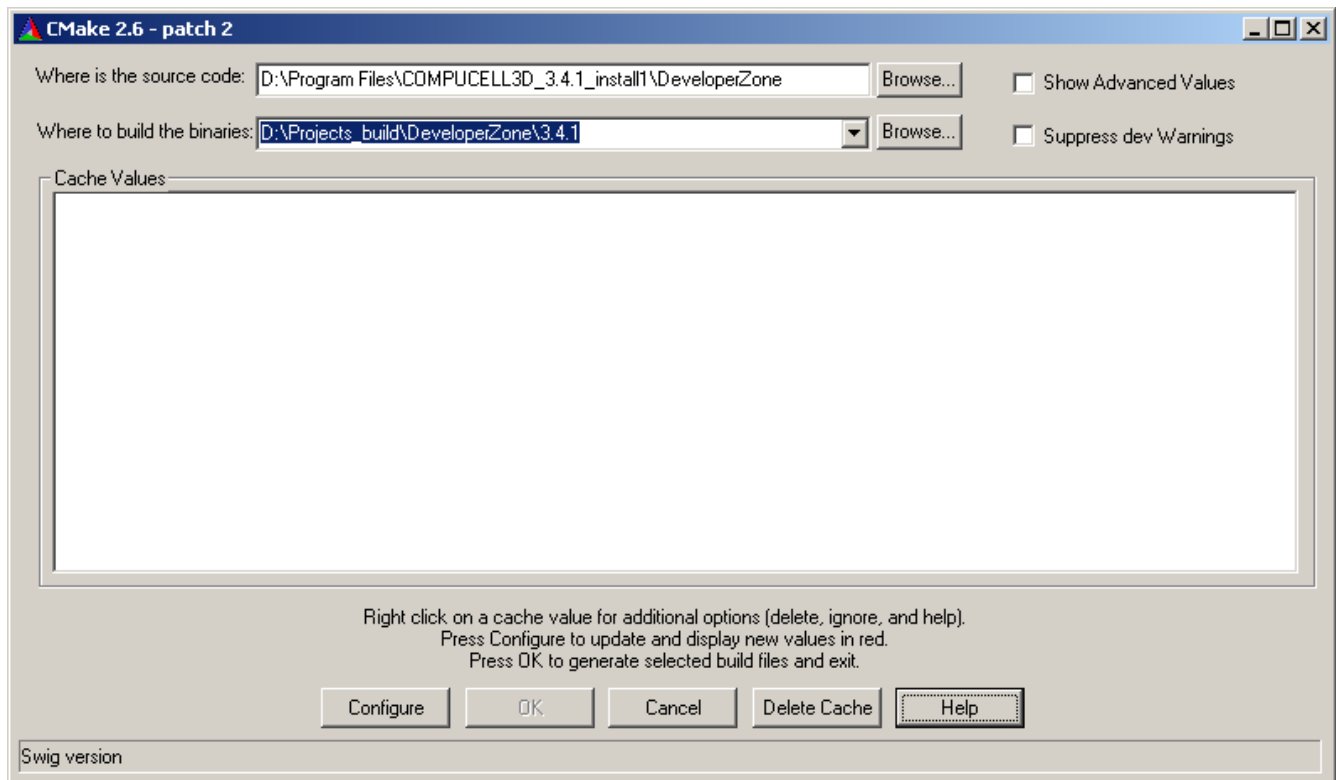 CMake 2.6 - patch 2
Where is the source code: D:\Program Files\COMPUCELL3D_3.4.1_install1\DeveloperZone Browse... Show Advanced Values
Where to build the binaries: D:\Projects_build\DeveloperZone\3.4.1 Browse... Suppress dev Warnings
Cache Values
Right click on a cache value for additional options (delete, ignore, and help).
Press Configure to update and display new values in red.
Press OK to generate selected build files and exit.
Configure OK Cancel Delete Cache Help
Swig version